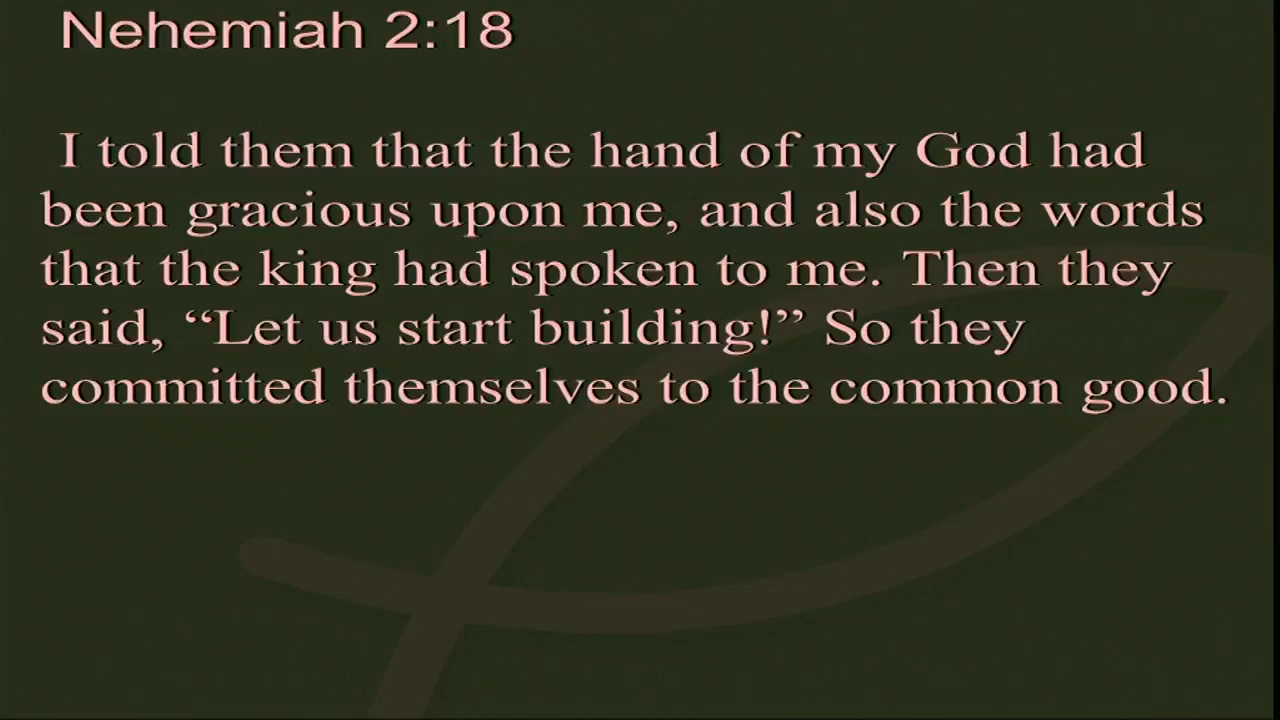 Nehemiah 2:18
I told them that the hand of my God had
been gracious upon me, and also the words
that the king had spoken to me. Then they
said, “Let us start building!” So they
committed themselves to the common good.